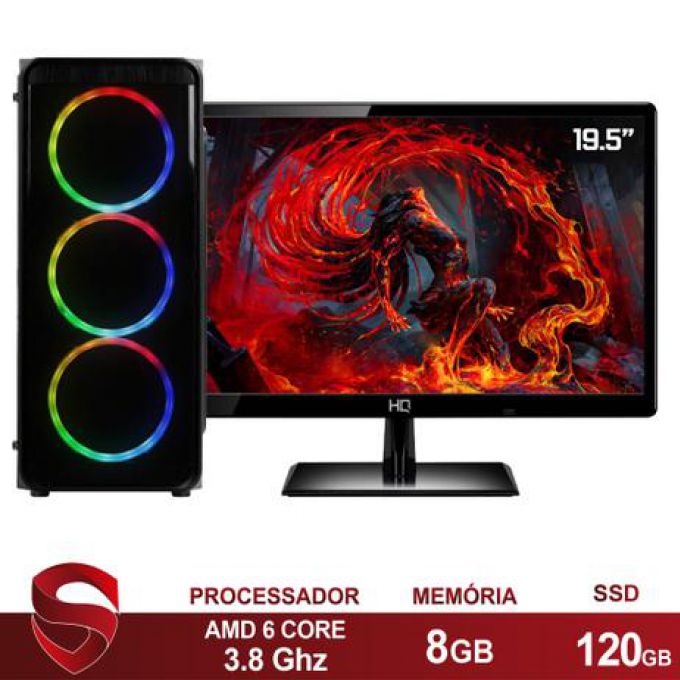 19.5”
HQ
PROCESSADOR
AMD 6 CORE
3.8 Ghz
MEMÓRIA
8GB
SSD
120GB